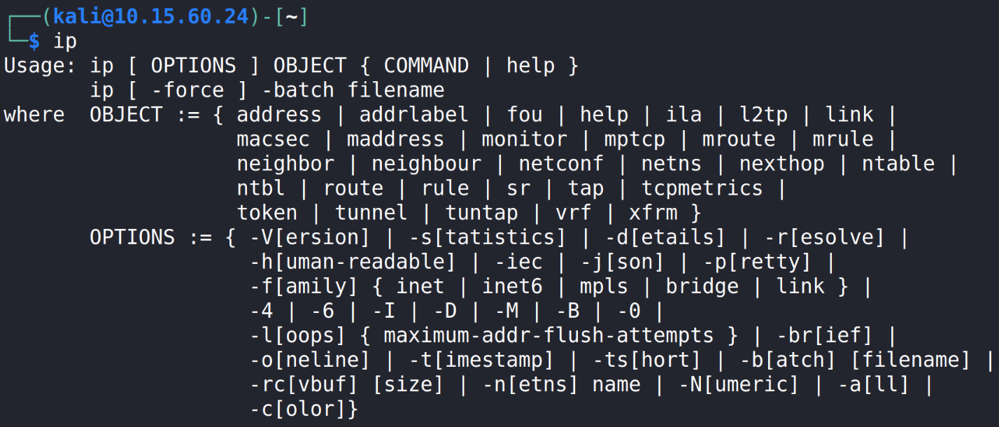 ┌──(kali@10.15.60.24)-[~]
└─$ ip
Usage: ip [ OPTIONS ] OBJECT { COMMAND | help }
       ip [ -force ] -batch filename
where  OBJECT := { address | addrlabel | fou | help | ila | l2tp | link |
                   macsec | maddress | monitor | mptcp | mroute | mrule |
                   neighbor | neighbour | netconf | netns | nexthop | ntable |
                   ntbl | route | rule | sr | tap | tcpmetrics |
                   token | tunnel | tuntap | vrf | xfrm }
       OPTIONS := { -V[ersion] | -s[tatistics] | -d[etails] | -r[esolve] |
                    -h[uman-readable] | -iec | -j[son] | -p[retty] |
                    -f[amily] { inet | inet6 | mpls | bridge | link } |
                    -4 | -6 | -I | -D | -M | -B | -0 |
                    -l[oops] { maximum-addr-flush-attempts } | -br[ief] |
                    -o[neline] | -t[imestamp] | -ts[hort] | -b[atch] [filename] |
                    -rc[vbuf] [size] | -n[etns] name | -N[umeric] | -a[ll] |
                    -c[olor]}